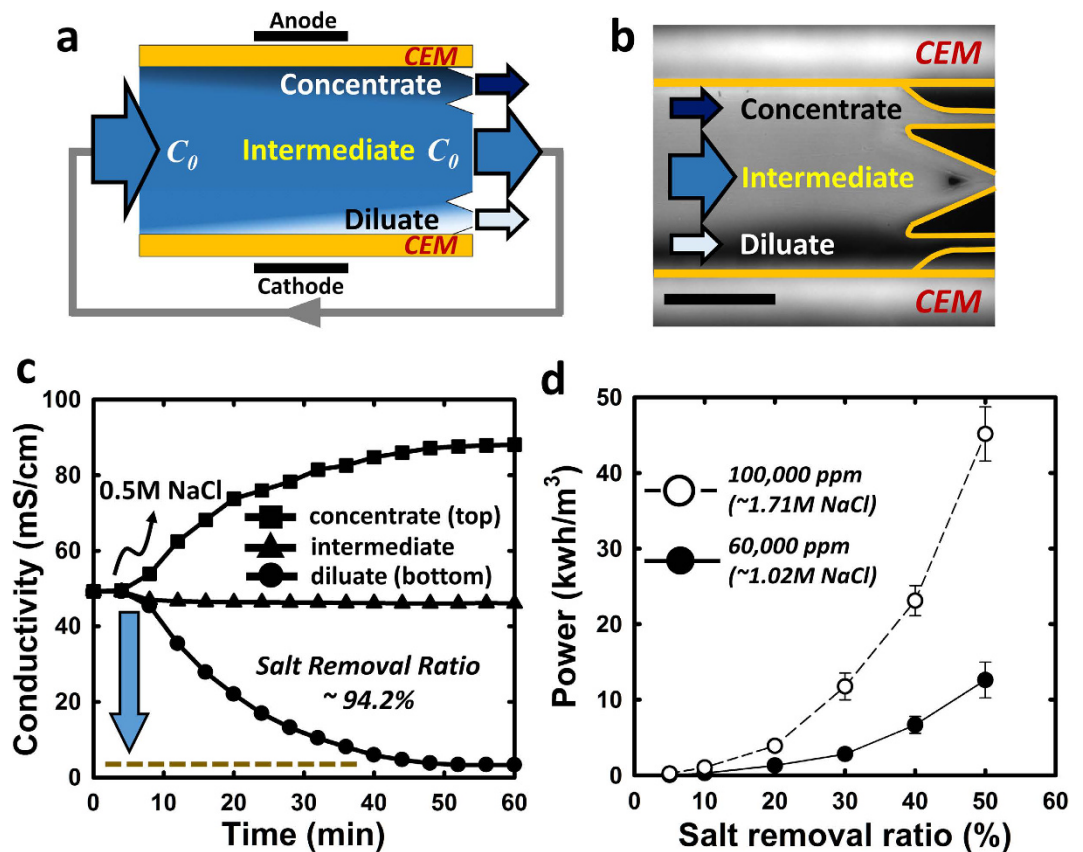 a
Anode
CEM
Concentrate
C0
Intermediate
C0
Diluate
CEM
Cathode
b
CEM
Concentrate
Intermediate
Diluate
CEM
c
Conductivity (mS/cm)
100
80
60
40
20
0
0.5M NaCl
concentrate (top)
intermediate
diluate (bottom)
Salt Removal Ratio
~ 94.2%
0 10 20 30 40 50 60
Time (min)
d
Power (kwh/m³)
50
40
30
20
10
0
100,000 ppm
(~1.71M NaCl)
60,000 ppm
(~1.02M NaCl)
0 10 20 30 40 50 60
Salt removal ratio (%)